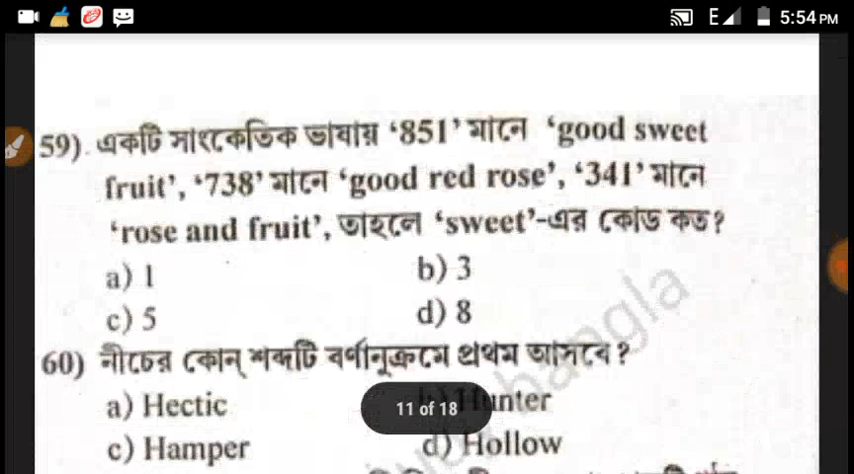 E 5:54 PM
59). একটি সাংকেতিক ভাষায় ‘851’ মানে ‘good sweet
fruit’, ‘738’ মানে ‘good red rose’, ‘341’ মানে
‘rose and fruit’, তাহলে ‘sweet’-এর কোড কত?
a) 1 b) 3
c) 5 d) 8
60) নীচের কোন্ শব্দটি বর্ণানুক্রমে প্রথম আসবে?
a) Hectic b) Hunter
11 of 18
c) Hamper d) Hollow